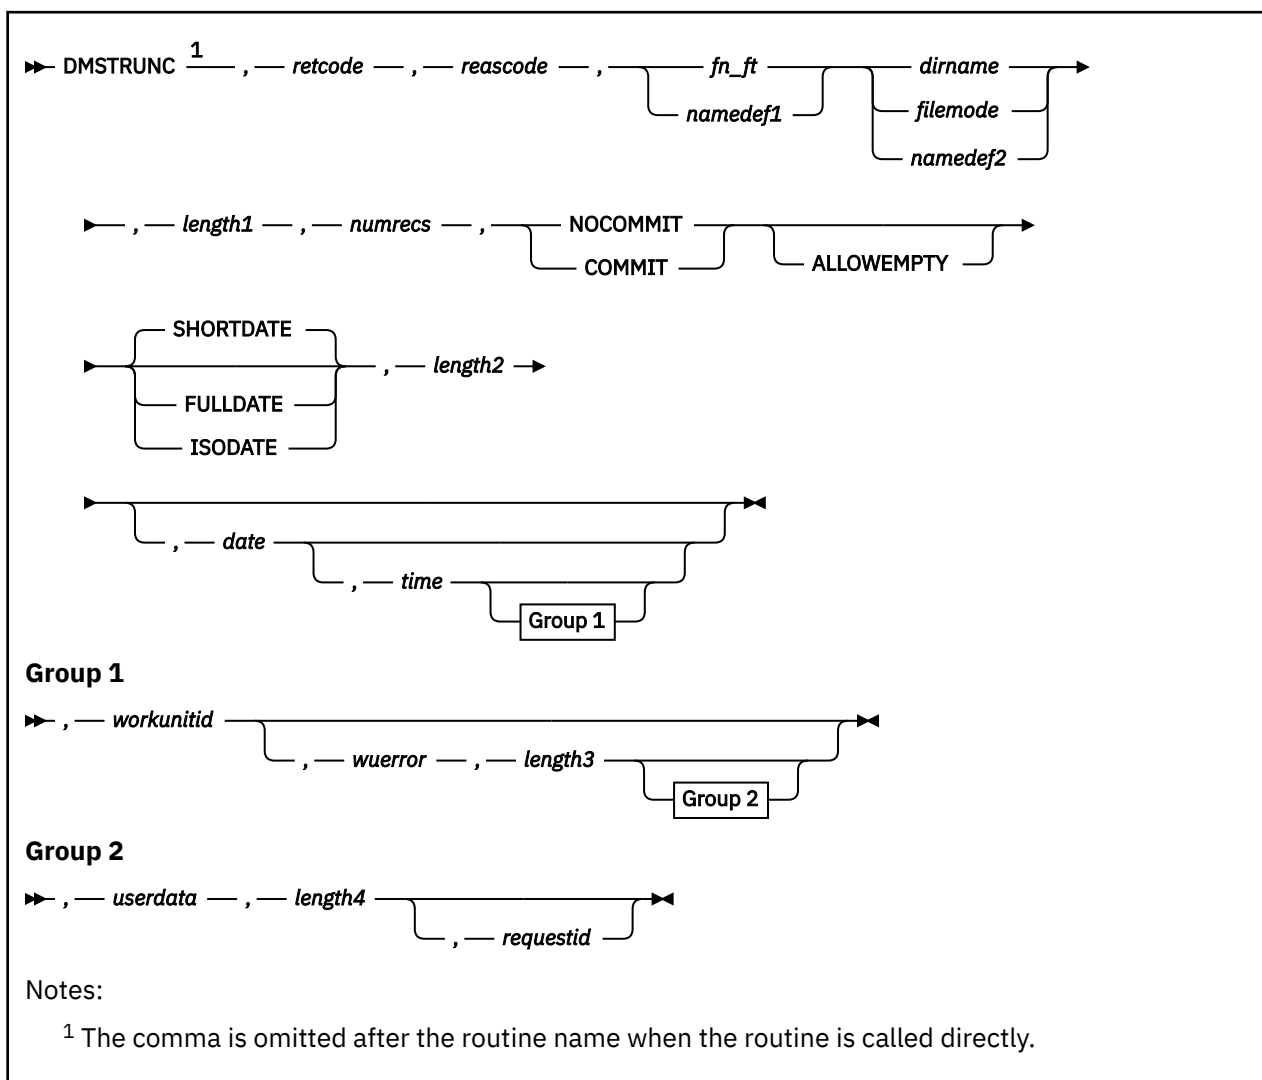 DMSTRUNC 1 , retcode , reascode , fn_ft dirname
namedef1 filemode
namedef2
, length1 , numrecs , NOCOMMIT
COMMIT ALLOWEMPTY
SHORTDATE
, length2
FULLDATE
ISODATE
, date
, time
Group 1
Group 1
, workunitid
, wuerror , length3
Group 2
Group 2
, userdata , length4
, requestid
Notes:
1 The comma is omitted after the routine name when the routine is called directly.